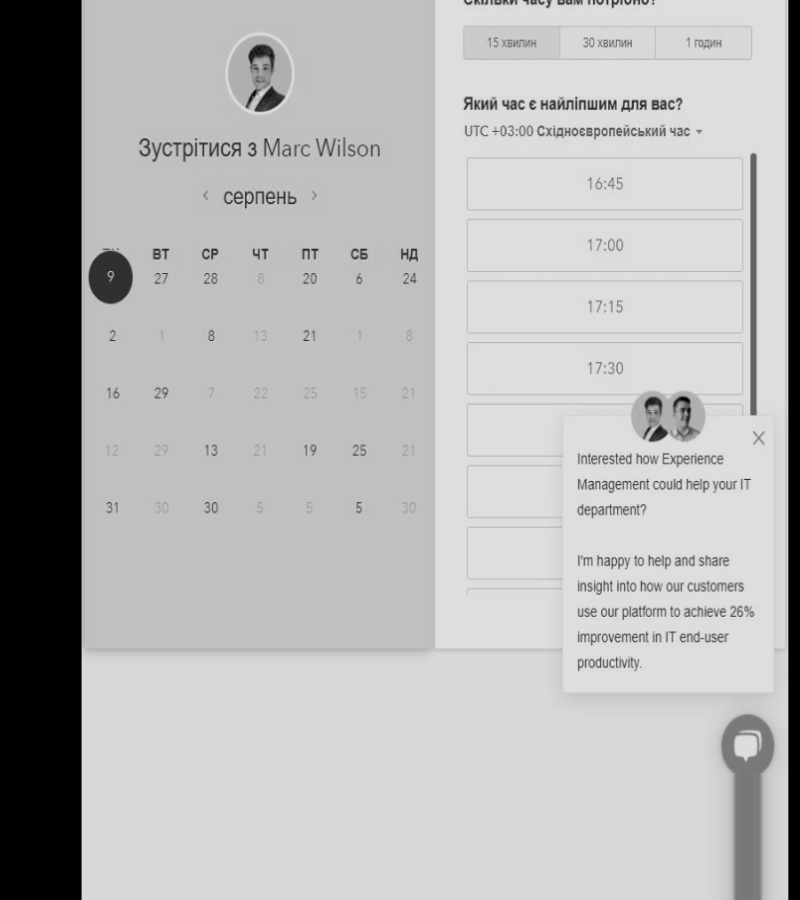 Скільки часу вам потрібно?
15 хвилин 30 хвилин 1 годин
Який час є найліпшим для вас?
UTC +03:00 Східноєвропейський час
Зустрітися з Marc Wilson
серпень
ВТ СР ЧТ ПТ СБ НД
9 27 28 8 20 6 24
2 1 8 13 21 1 8
16 29 7 22 25 15 21
12 29 13 21 19 25 21
31 30 30 5 5 5 30
16:45
17:00
17:15
17:30
Interested how Experience
Management could help your IT
department?
I'm happy to help and share
insight into how our customers
use our platform to achieve 26%
improvement in IT end-user
productivity.